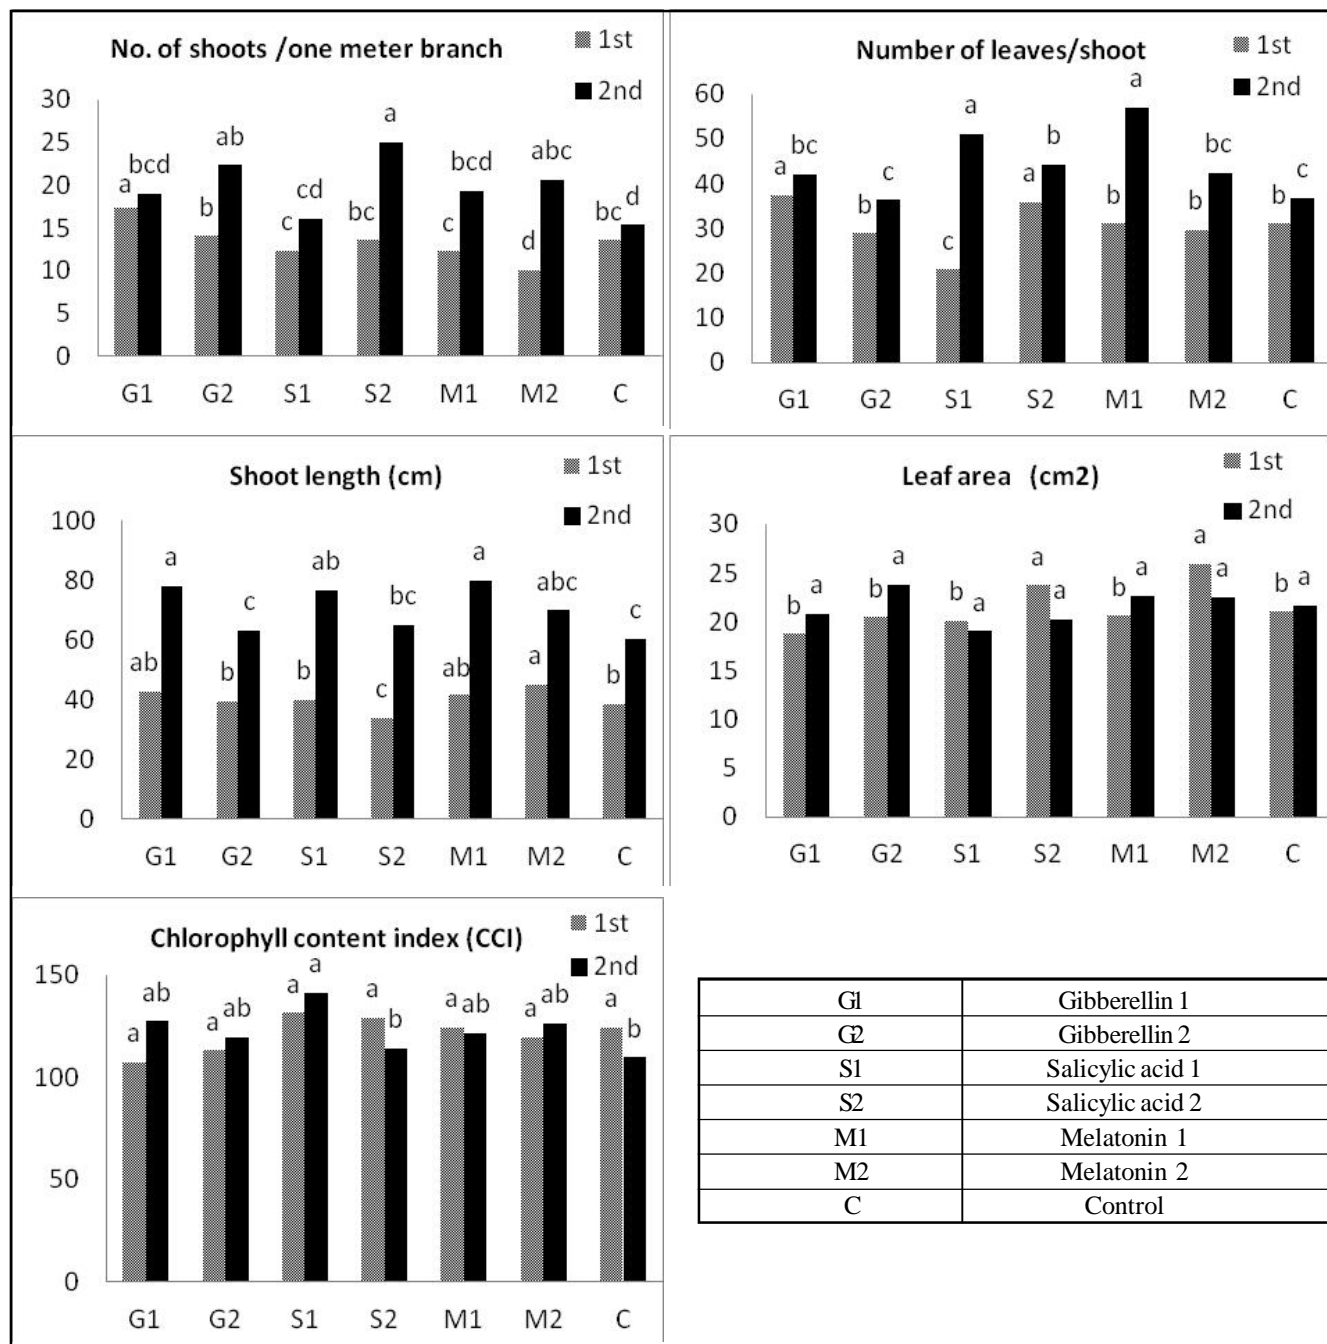 No. of shoots /one meter branch
1st
2nd
30
25
20
15
10
5
0
a bcd b ab c cd bc a c bcd d abc bc d
G1 G2 S1 S2 M1 M2 C
Number of leaves/shoot
1st
2nd
60
50
40
30
20
10
0
a bc b c c a a b b a b bc b c
G1 G2 S1 S2 M1 M2 C
Shoot length (cm)
1st
2nd
100
80
60
40
20
0
ab a b c b ab c bc ab a a abc b c
G1 G2 S1 S2 M1 M2 C
Leaf area (cm2)
1st
2nd
30
25
20
15
10
5
0
b a b a b a a a b a a a b a
G1 G2 S1 S2 M1 M2 C
Chlorophyll content index (CCI)
1st
2nd
150
100
50
0
a ab a ab a a a b a ab a ab a b
G1 G2 S1 S2 M1 M2 C
G1 Gibberellin 1
G2 Gibberellin 2
S1 Salicylic acid 1
S2 Salicylic acid 2
M1 Melatonin 1
M2 Melatonin 2
C Control